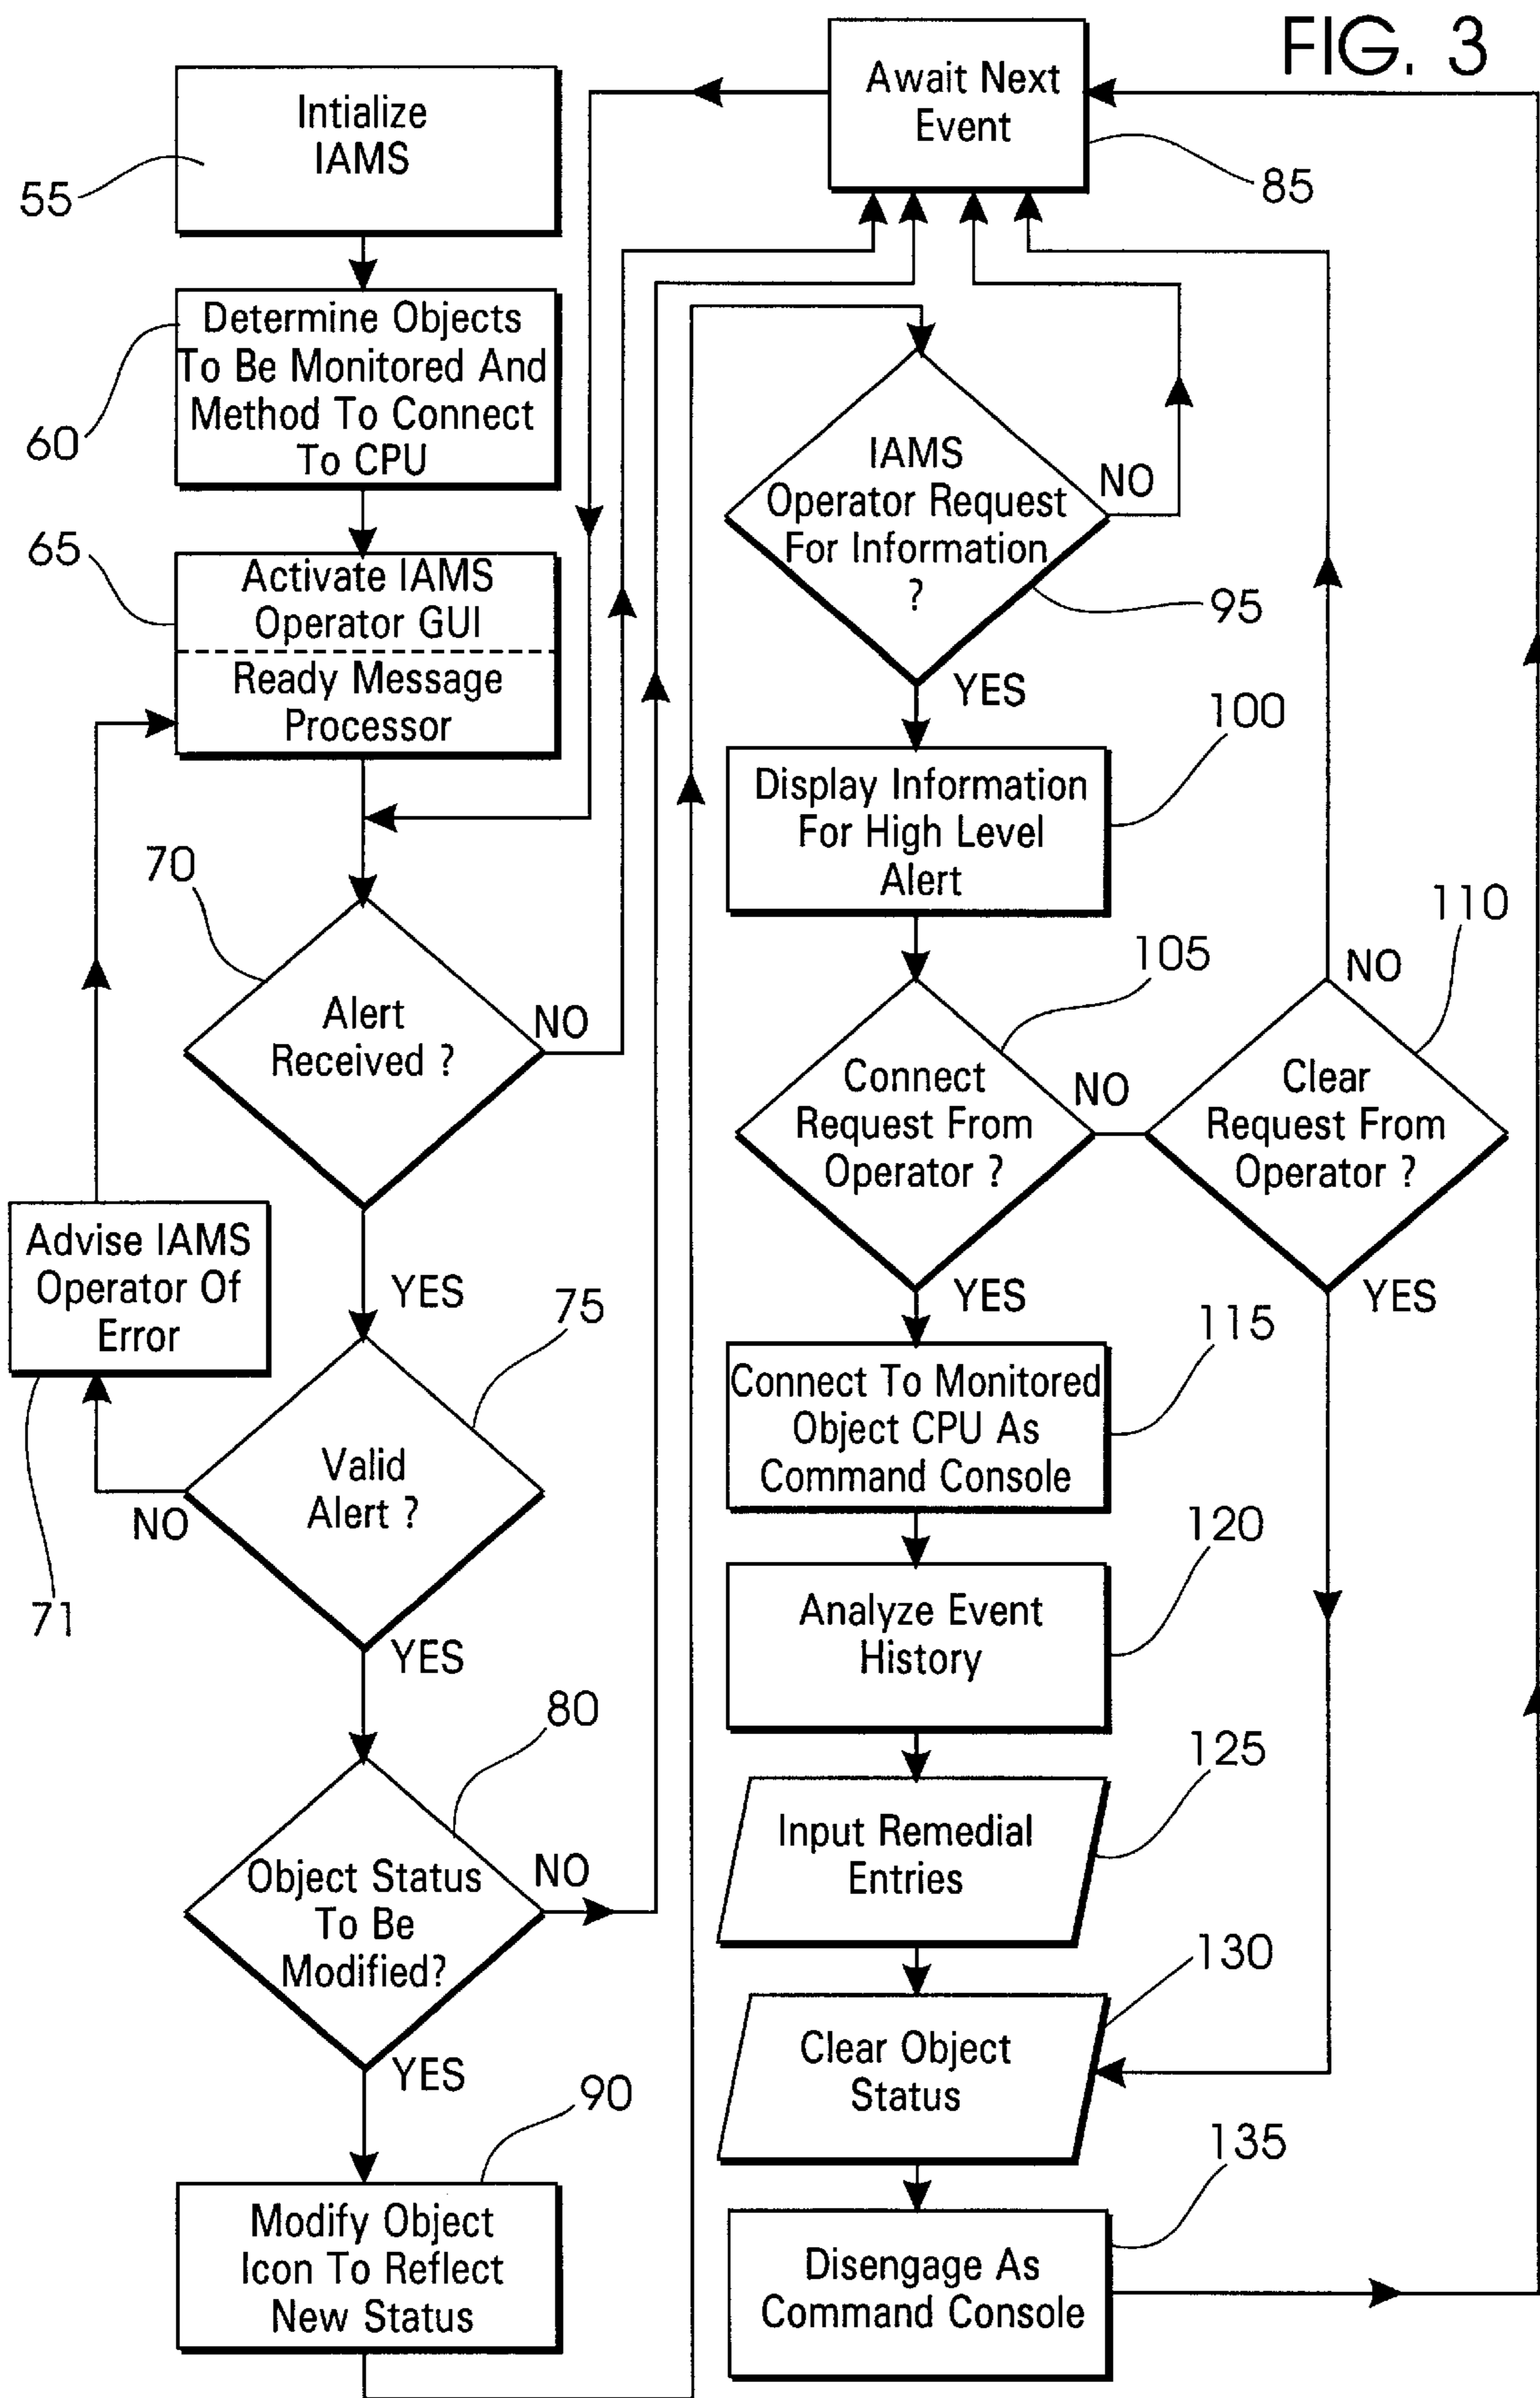 FIG. 3
Intialize
IAMS
55
Determine Objects
To Be Monitored And
Method To Connect
To CPU
60
Activate IAMS
Operator GUI
Ready Message
Processor
65
70
Alert
Received ?
NO
YES
Advise IAMS
Operator Of
Error
71
75
Valid
Alert ?
NO
YES
80
Object Status
To Be
Modified?
NO
YES
90
Modify Object
Icon To Reflect
New Status
Await Next
Event
85
IAMS
Operator Request
For Information
?
NO
95
YES
100
Display Information
For High Level
Alert
105
Connect
Request From
Operator ?
NO
YES
110
NO
Clear
Request From
Operator ?
YES
115
Connect To Monitored
Object CPU As
Command Console
120
Analyze Event
History
125
Input Remedial
Entries
130
Clear Object
Status
135
Disengage As
Command Console